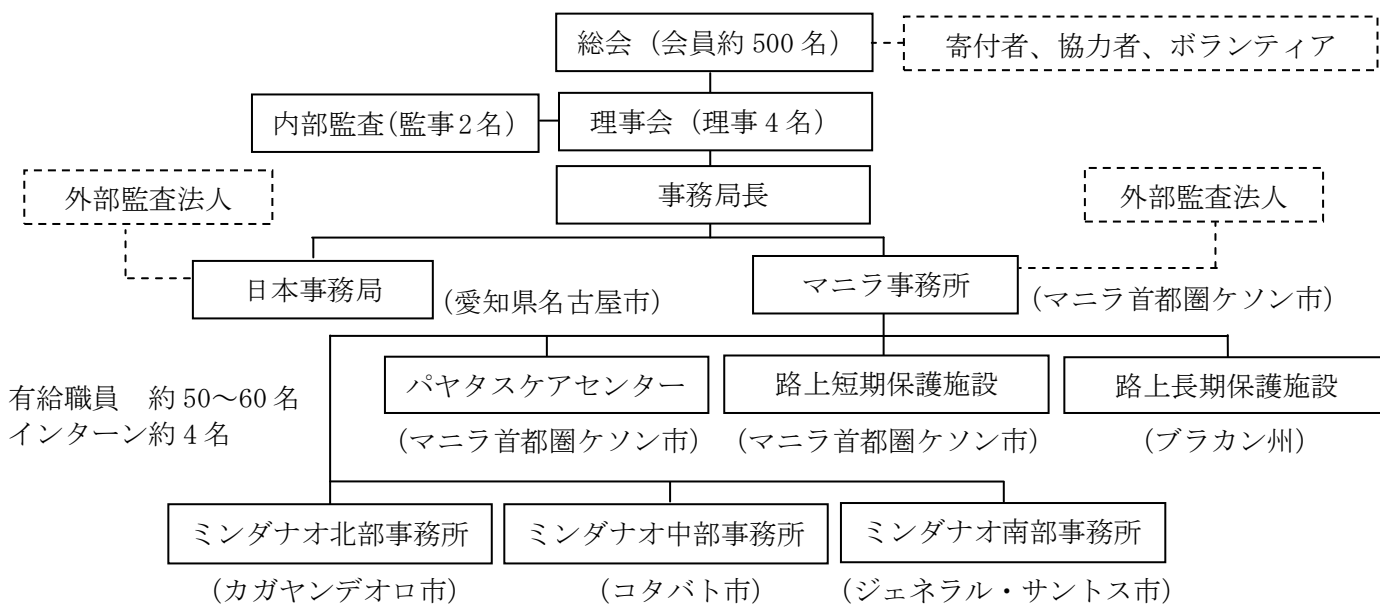 総会（会員約 500 名）
寄付者、協力者、ボランティア
内部監査(監事 2 名)
理事会（理事 4 名）
外部監査法人
事務局長
外部監査法人
日本事務局
(愛知県名古屋市)
マニラ事務所
(マニラ首都圏ケソン市)
有給職員　約 50～60 名
インターン約 4 名
パヤタスケアセンター
(マニラ首都圏ケソン市)
路上短期保護施設
(マニラ首都圏ケソン市)
路上長期保護施設
(ブラカン州)
ミンダナオ北部事務所
(カガヤンデオロ市)
ミンダナオ中部事務所
(コタバト市)
ミンダナオ南部事務所
(ジェネラル・サントス市)